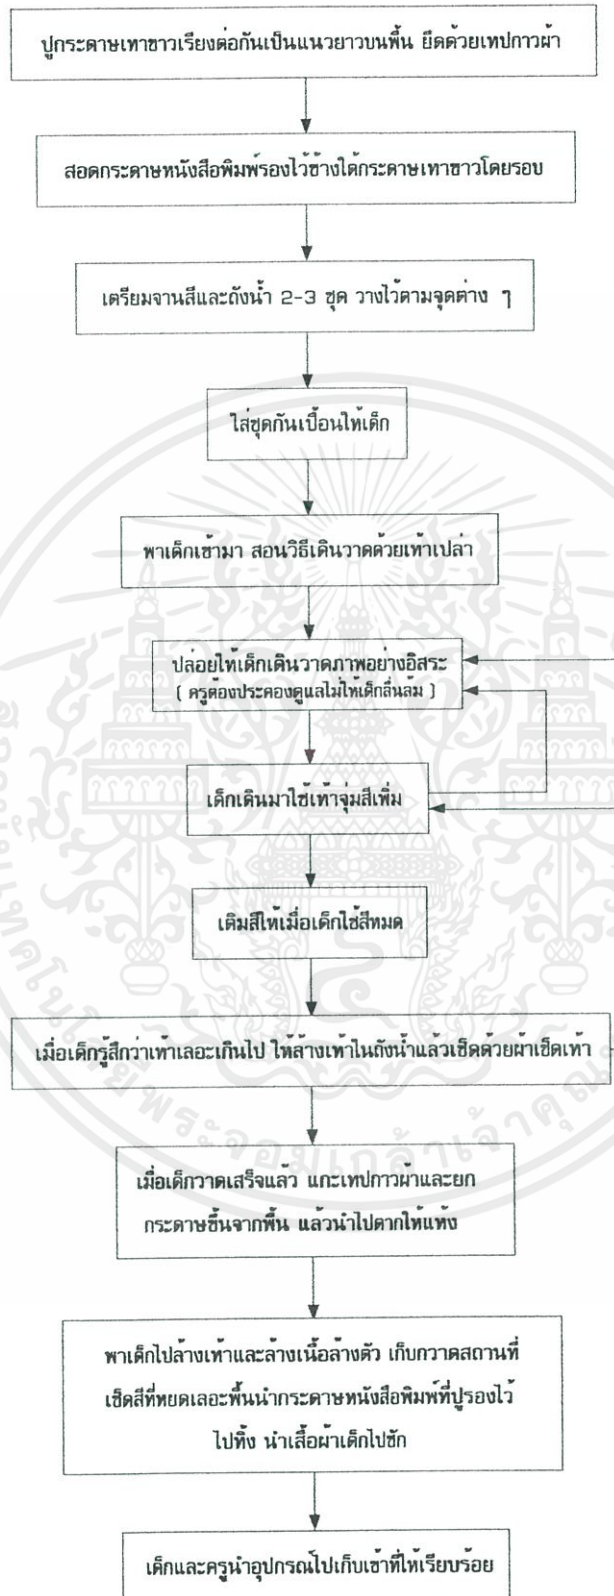 ปูกระดาษเทาขาวเรียงต่อกันเป็นแนวยาวบนพื้น ยึดด้วยเทปกาวผ้า
สอดกระดาษหนังสือพิมพ์รองไว้ข้างใต้กระดาษเทาขาวโดยรอบ
เตรียมจานสีและถังน้ำ 2-3 ชุด วางไว้ตามจุดต่าง ๆ
ใส่ชุดกันเปื้อนให้เด็ก
พาเด็กเข้ามา สอนวิธีเดินวาดด้วยเท้าเปล่า
ปล่อยให้เด็กเดินวาดภาพอย่างอิสระ
( ครูต้องประคองดูแลไม่ให้เด็กลื่นล้ม )
เด็กเดินมาใช้เท้าจุ่มสีเพิ่ม
เติมสีให้เมื่อเด็กใช้สีหมด
เมื่อเด็กรู้สึกว่าเท้าเลอะเกินไป ให้ล้างเท้าในถังน้ำแล้วเช็ดด้วยผ้าเช็ดเท้า
เมื่อเด็กวาดเสร็จแล้ว แกะเทปกาวผ้าและยก
กระดาษขึ้นจากพื้น แล้วนำไปตากให้แห้ง
พาเด็กไปล้างเท้าและล้างเนื้อล้างตัว เก็บกวาดสถานที่
เช็ดสีที่หยดเลอะพื้นนำกระดาษหนังสือพิมพ์ที่ปูรองไว้
ไปทิ้ง นำเสื้อผ้าเด็กไปซัก
เด็กและครูนำอุปกรณ์ไปเก็บเข้าที่ให้เรียบร้อย